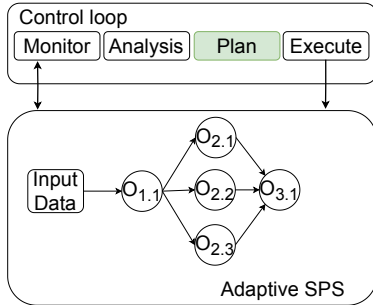 Control loop
Monitor Analysis Plan Execute
O2.1
Input
Data
O1.1 O2.2 O3.1
O2.3
Adaptive SPS